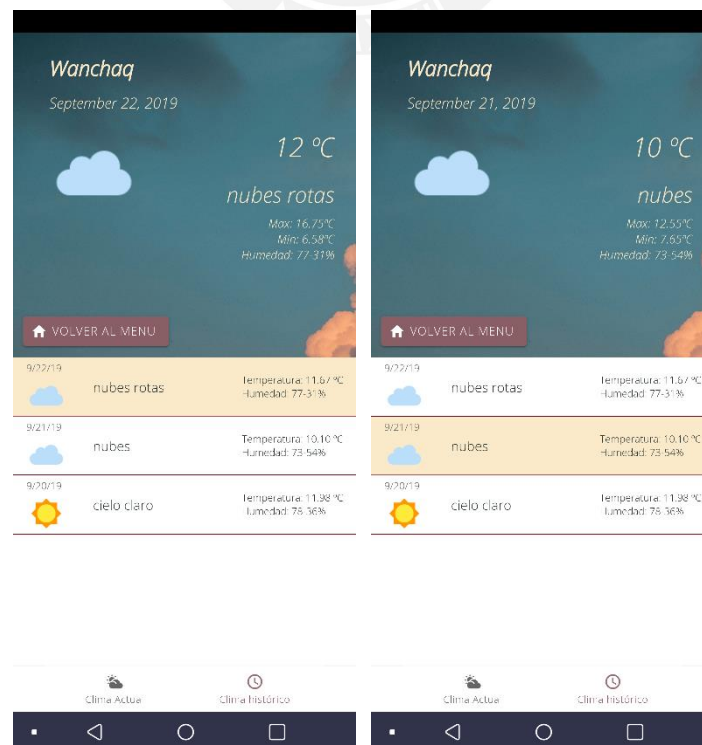 Wanchaq
September 22, 2019
12 ºC
nubes rotas
Max: 16.75ºC
Min: 6.58ºC
Humedad: 77-31%
VOLVER AL MENU
9/22/19
nubes rotas
Temperatura: 11.67 ºC
Humedad: 77-31%
9/21/19
nubes
Temperatura: 10.10 ºC
Humedad: 73-54%
9/20/19
cielo claro
Temperatura: 11.98 ºC
Humedad: 78-36%
Clima Actua
Clima histórico
Wanchaq
September 21, 2019
10 ºC
nubes
Max: 12.55ºC
Min: 7.65ºC
Humedad: 73-54%
VOLVER AL MENU
9/22/19
nubes rotas
Temperatura: 11.67 ºC
Humedad: 77-31%
9/21/19
nubes
Temperatura: 10.10 ºC
Humedad: 73-54%
9/20/19
cielo claro
Temperatura: 11.98 ºC
Humedad: 78-36%
Clima Actua
Clima histórico